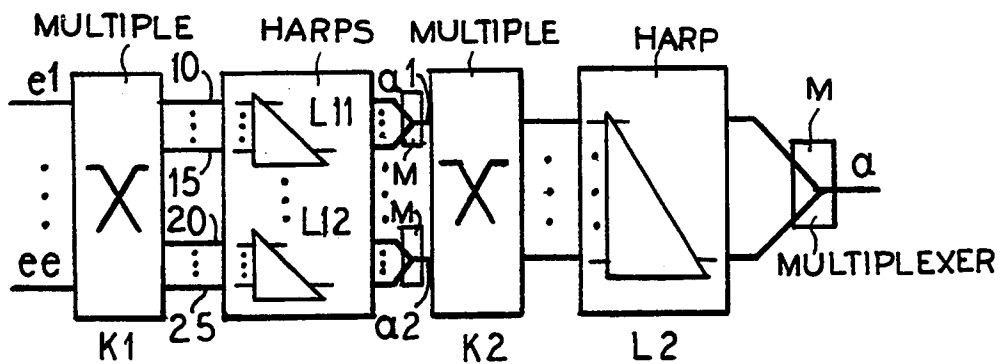 MULTIPLE HARPS MULTIPLE HARP
e1 10 L11 a1 M
15 M a
20 L12 M
ee 25 a2 MULTIPLEXER
K1 K2 L2